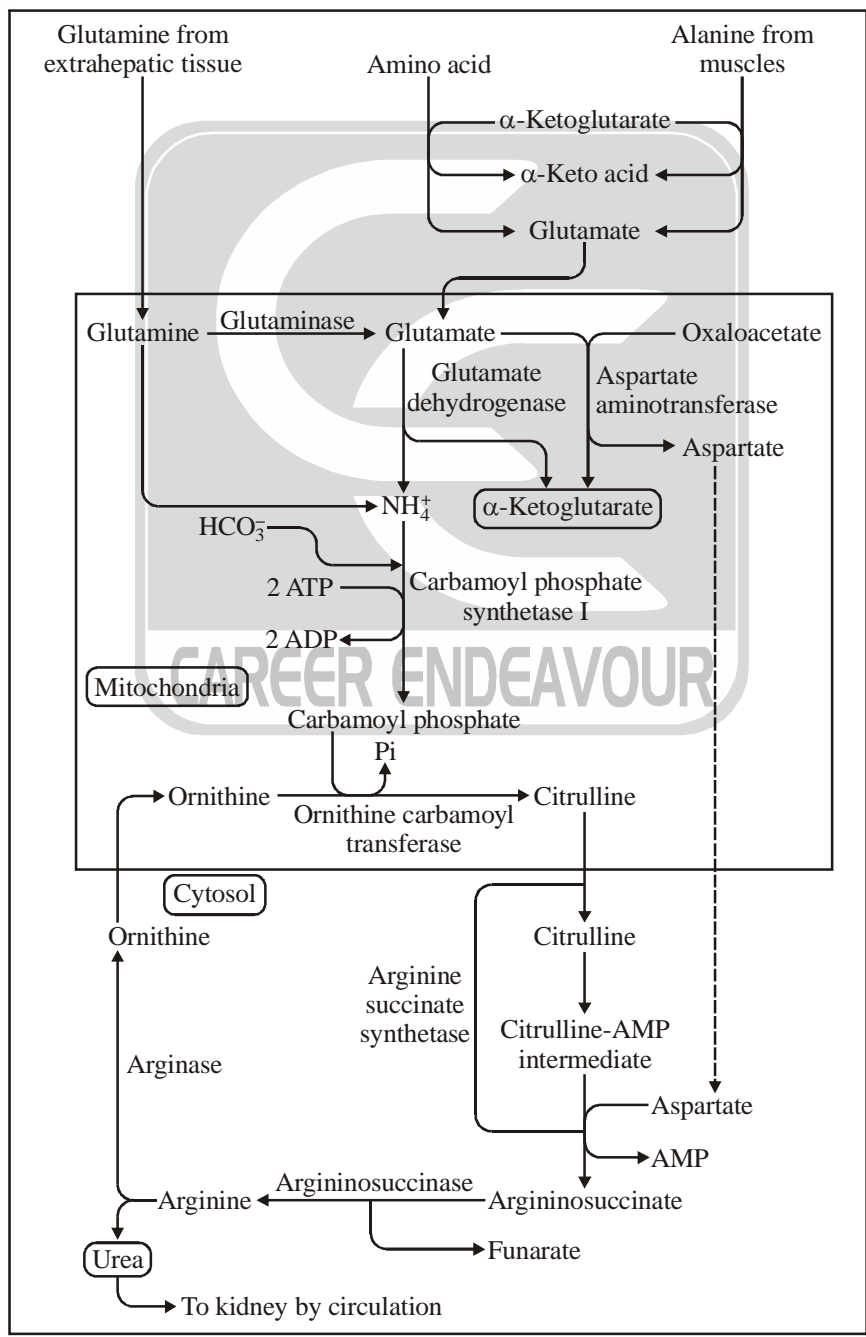 Glutamine from
extrahepatic tissue
Amino acid
Alanine from
muscles
α-Ketoglutarate
α-Keto acid
Glutamate
Glutamine
Glutaminase
Glutamate
Oxaloacetate
Glutamate
dehydrogenase
Aspartate
aminotransferase
Aspartate
NH₄⁺
α-Ketoglutarate
HCO₃⁻
2 ATP
Carbamoyl phosphate
synthetase I
2 ADP
CAREER ENDEAVOUR
Mitochondria
Carbamoyl phosphate
Pi
Ornithine
Citrulline
Ornithine carbamoyl
transferase
Cytosol
Ornithine
Citrulline
Arginine
succinate
synthetase
Citrulline-AMP
intermediate
Arginase
Aspartate
AMP
Arginine
Argininosuccinase
Argininosuccinate
Urea
Funarate
To kidney by circulation